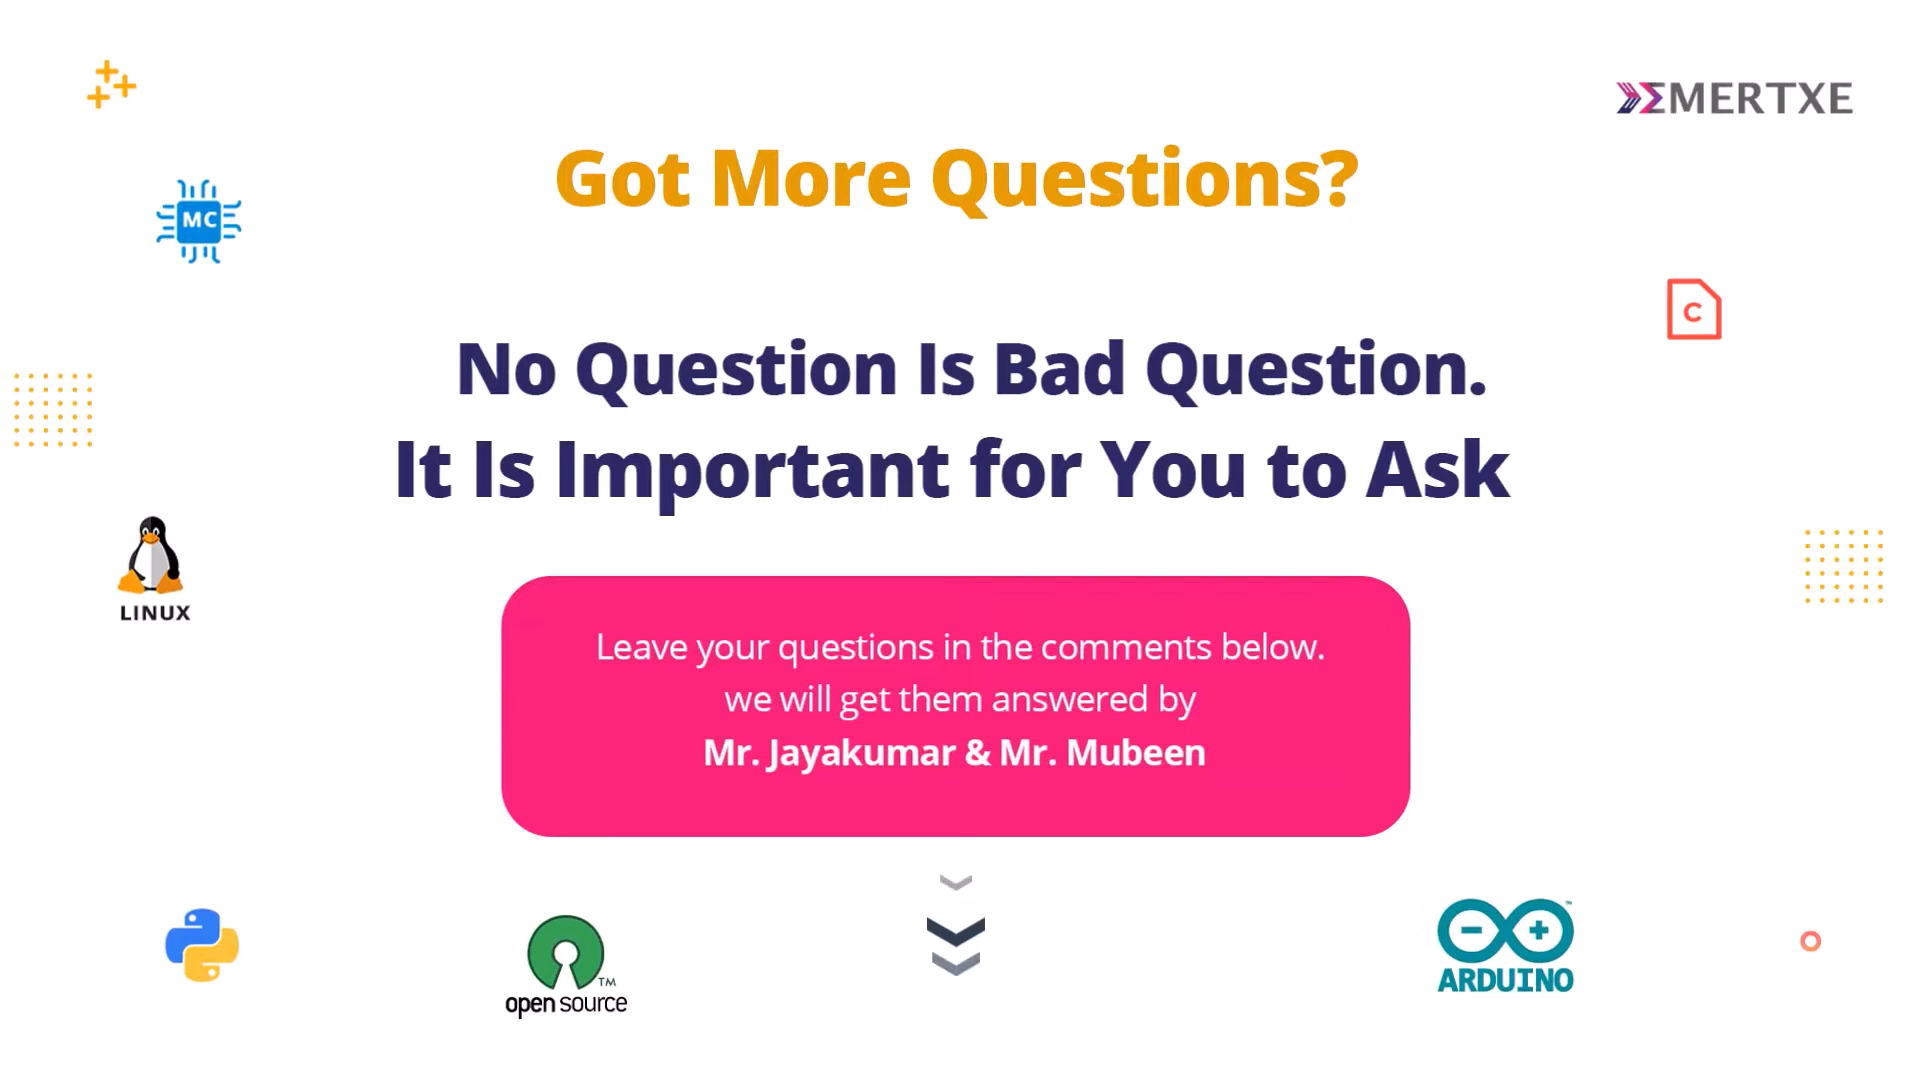 EMERTXE
Got More Questions?
MC
C
No Question Is Bad Question.
It Is Important for You to Ask
LINUX
Leave your questions in the comments below.
we will get them answered by
Mr. Jayakumar & Mr. Mubeen
open source TM
ARDUINO TM